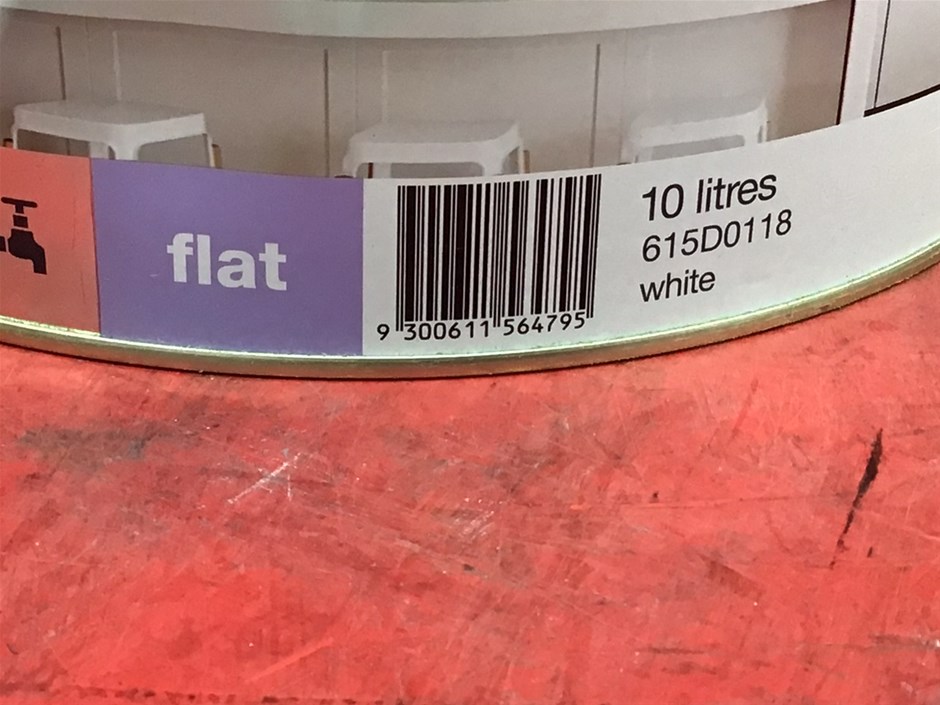 flat
9 300611 564795
10 litres
615D0118
white